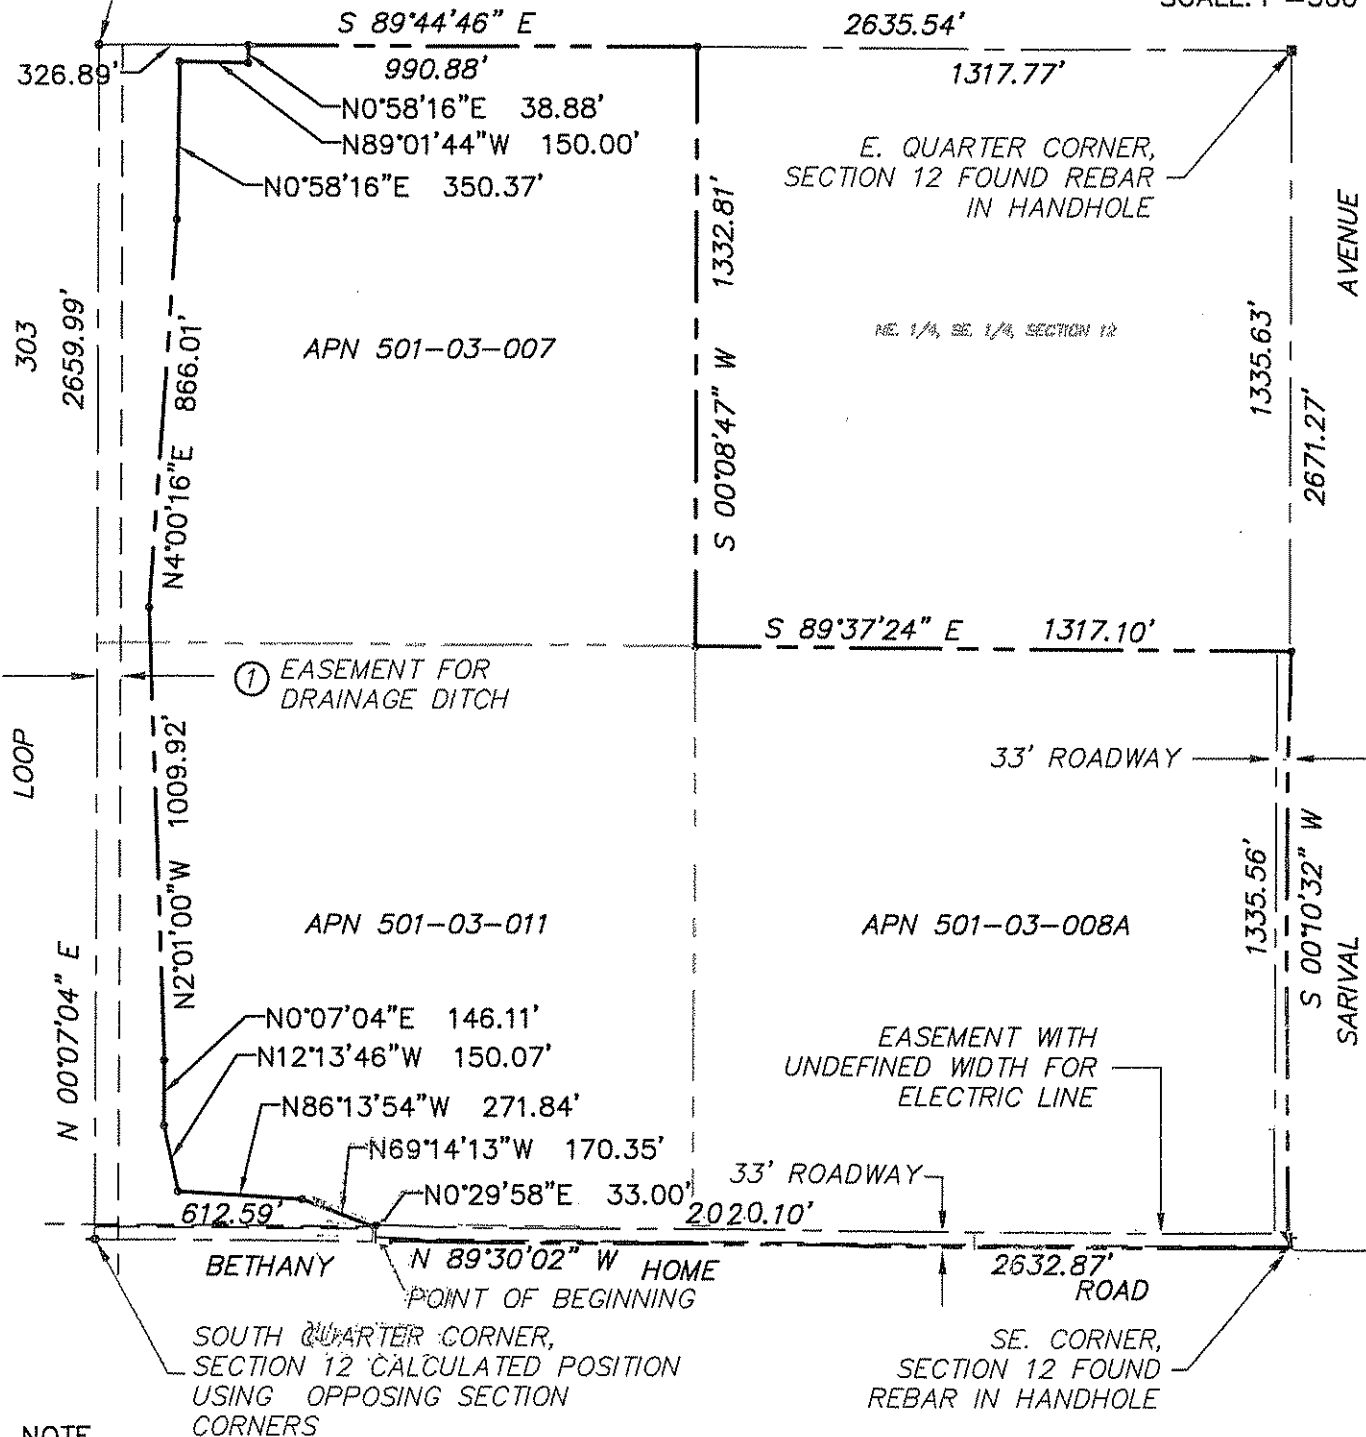 S 89°44'46" E
2635.54'
326.89'
990.88'
1317.77'
N0°58'16"E 38.88'
N89°01'44"W 150.00'
N0°58'16"E 350.37'
E. QUARTER CORNER,
SECTION 12 FOUND REBAR
IN HANDHOLE
AVENUE
1332.81'
S 00°08'47" W
NE. 1/4, SE. 1/4, SECTION 12
303
2659.99'
866.01'
N4°00'16"E
APN 501-03-007
1335.63'
2671.27'
S 89°37'24" E 1317.10'
1 EASEMENT FOR
DRAINAGE DITCH
LOOP
N2°01'00"W 1009.92'
33' ROADWAY
1335.56'
S 00°10'32" W
SARIVAL
APN 501-03-011
APN 501-03-008A
N 00°07'04" E
N0°07'04"E 146.11'
N12°13'46"W 150.07'
N86°13'54"W 271.84'
N69°14'13"W 170.35'
N0°29'58"E 33.00'
EASEMENT WITH
UNDEFINED WIDTH FOR
ELECTRIC LINE
33' ROADWAY
612.59'
2020.10'
BETHANY
N 89°30'02" W
HOME
2632.87'
ROAD
POINT OF BEGINNING
SOUTH QUARTER CORNER,
SECTION 12 CALCULATED POSITION
USING OPPOSING SECTION
CORNERS
SE. CORNER,
SECTION 12 FOUND
REBAR IN HANDHOLE